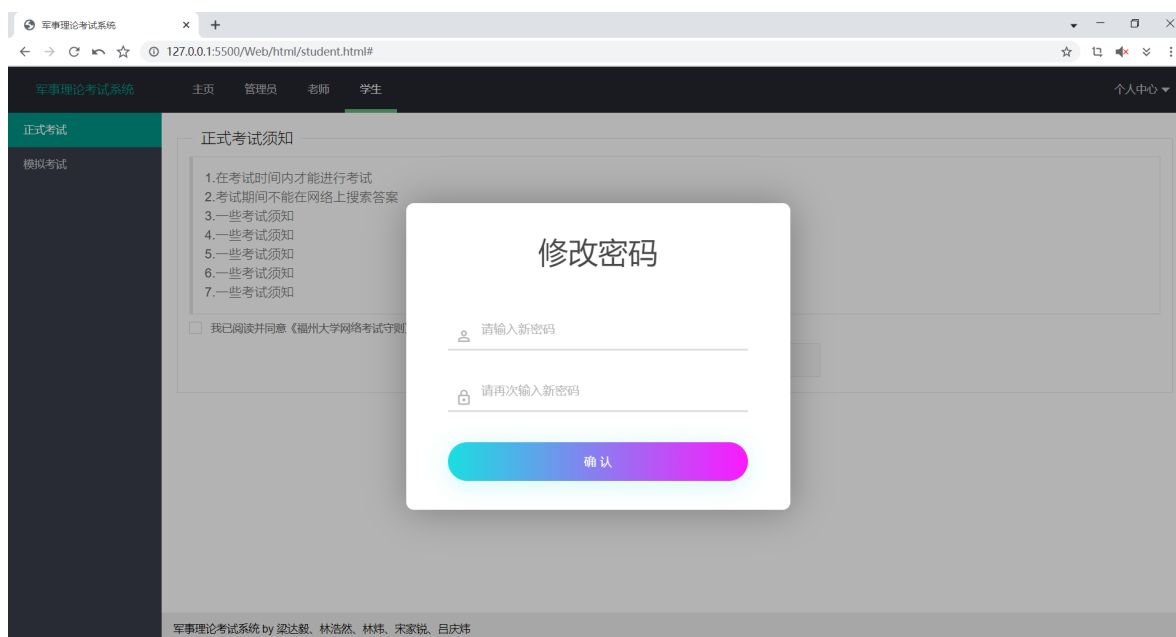 军事理论考试系统
127.0.0.1:5500/Web/html/student.html#
军事理论考试系统 主页 管理员 老师 学生 个人中心
正式考试
模拟考试
正式考试须知
1.在考试时间内才能进行考试
2.考试期间不能在网络上搜索答案
3.一些考试须知
4.一些考试须知
5.一些考试须知
6.一些考试须知
7.一些考试须知
我已阅读并同意《福州大学网络考试守则
修改密码
请输入新密码
请再次输入新密码
确 认
军事理论考试系统 by 梁达毅、林浩然、林炜、宋家锐、吕庆炜